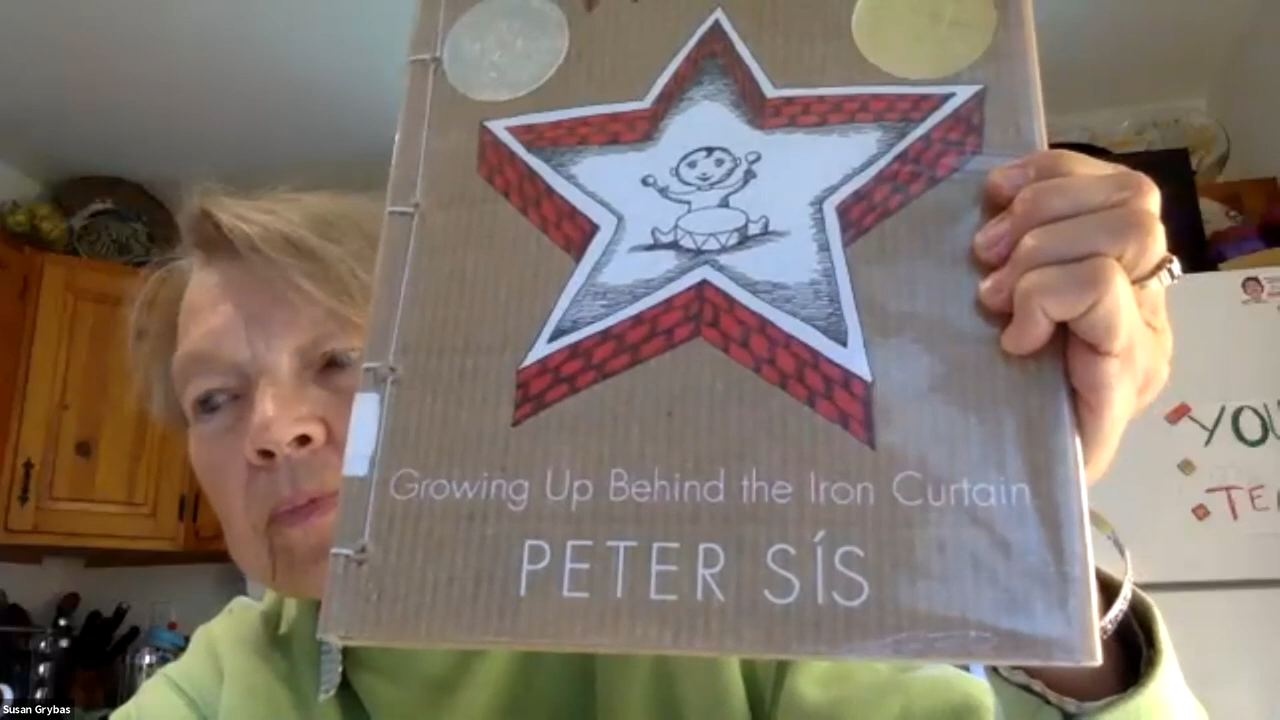 Growing Up Behind the Iron Curtain
PETER SÍS
YOU
TE
Susan Grybas